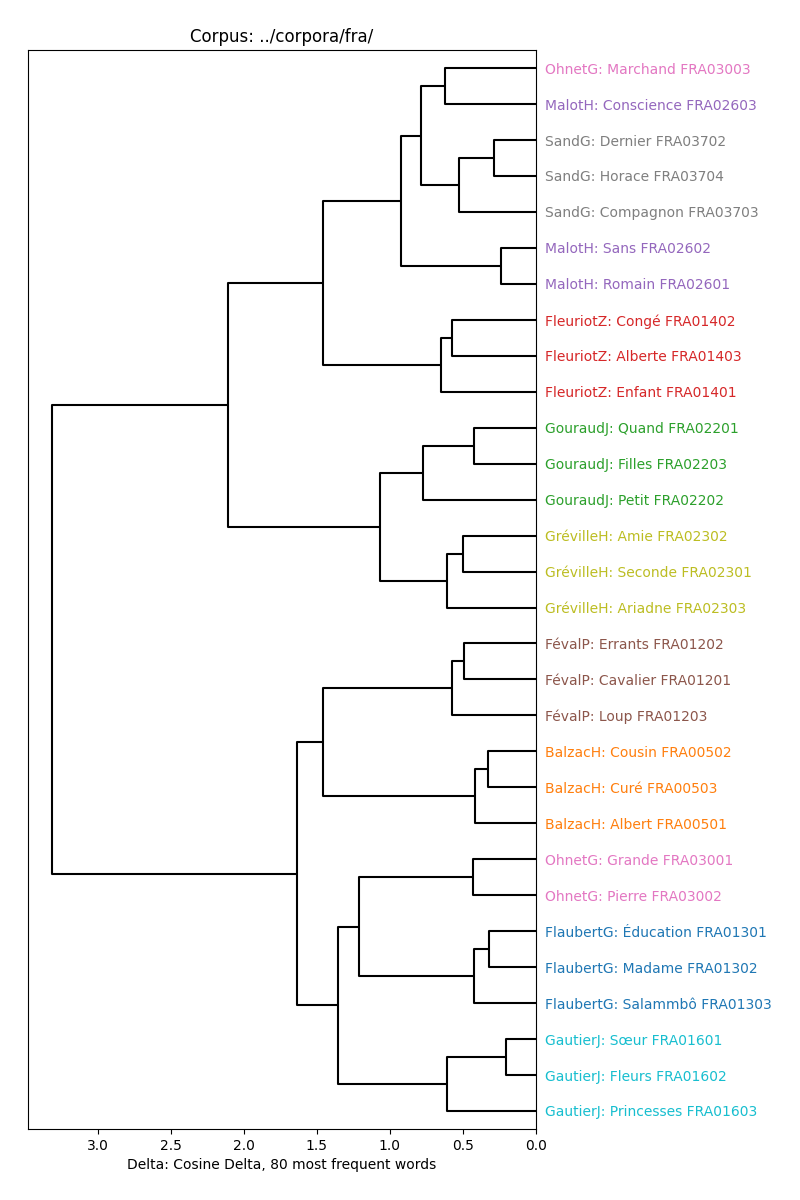 Corpus: ../corpora/fra/
OhnetG: Marchand FRA03003
MalotH: Conscience FRA02603
SandG: Dernier FRA03702
SandG: Horace FRA03704
SandG: Compagnon FRA03703
MalotH: Sans FRA02602
MalotH: Romain FRA02601
FleuriotZ: Congé FRA01402
FleuriotZ: Alberte FRA01403
FleuriotZ: Enfant FRA01401
GouraudJ: Quand FRA02201
GouraudJ: Filles FRA02203
GouraudJ: Petit FRA02202
GrévilleH: Amie FRA02302
GrévilleH: Seconde FRA02301
GrévilleH: Ariadne FRA02303
FévalP: Errants FRA01202
FévalP: Cavalier FRA01201
FévalP: Loup FRA01203
BalzacH: Cousin FRA00502
BalzacH: Curé FRA00503
BalzacH: Albert FRA00501
OhnetG: Grande FRA03001
OhnetG: Pierre FRA03002
FlaubertG: Éducation FRA01301
FlaubertG: Madame FRA01302
FlaubertG: Salammbô FRA01303
GautierJ: Sœur FRA01601
GautierJ: Fleurs FRA01602
GautierJ: Princesses FRA01603
3.0 2.5 2.0 1.5 1.0 0.5 0.0
Delta: Cosine Delta, 80 most frequent words